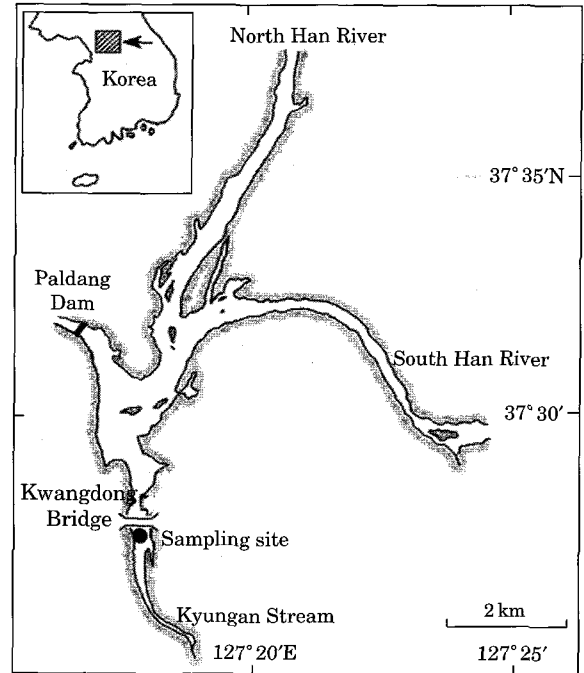 North Han River
Korea
37° 35'N
Paldang
Dam
South Han River
37° 30'
Kwangdong
Bridge
Sampling site
Kyungan Stream
2 km
127° 20'E
127° 25'